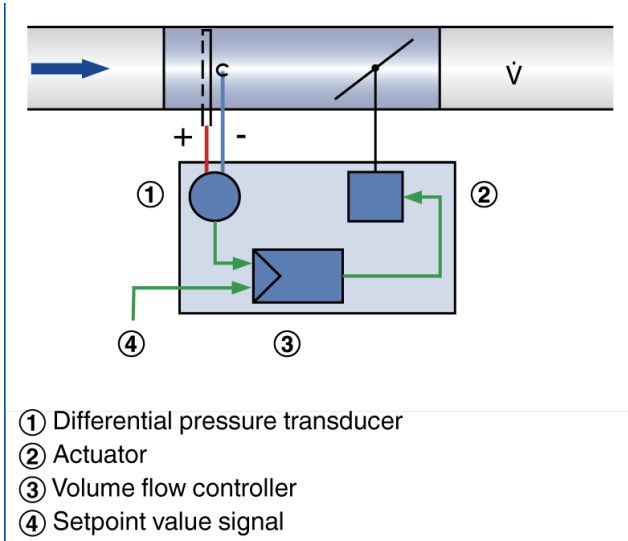 V̇
+ -
① ②
④ ③
① Differential pressure transducer
② Actuator
③ Volume flow controller
④ Setpoint value signal